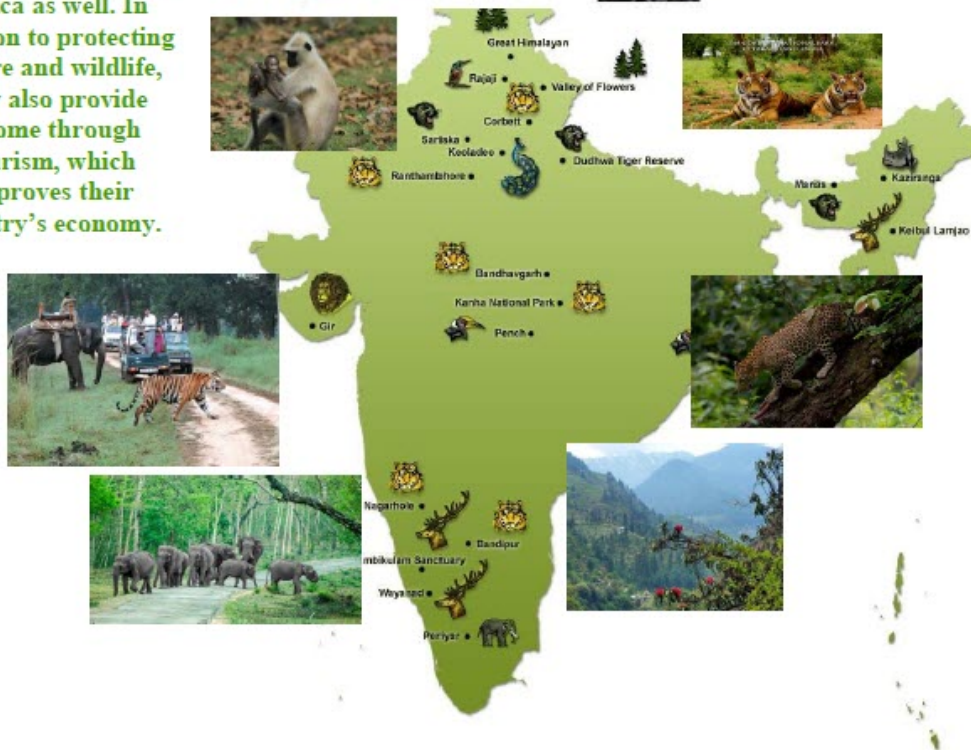 ca as well. In
on to protecting
re and wildlife,
also provide
ome through
rism, which
proves their
try's economy.
Great Himalayan
Rajaji
Valley of Flowers
Corbett
Sariska
Keoladeo
Dudhwa Tiger Reserve
Ranthambhore
Kaziranga
Manas
Keibul Lamjao
Bandhavgarh
Kanha National Park
Gir
Pench
Nagarhole
Bandipur
mbikulam Sanctuary
Wayanad
Periyar